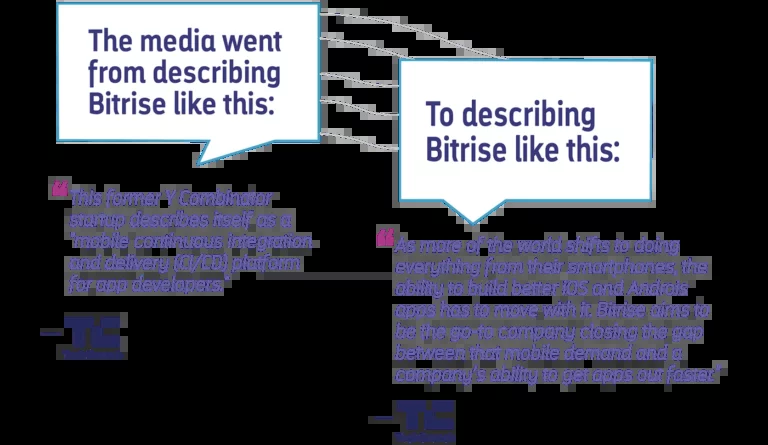 The media went
from describing
Bitrise like this:
“This former Y Combinator
startup describes itself as a
“mobile continuous integration
and delivery (CI/CD) platform
for app developers.”
— TC
To describing
Bitrise like this:
“As more of the world shifts to doing
everything from their smartphones, the
ability to build better iOS and Androis
apps has to move with it. Bitrise aims to
be the go-to company closing the gap
between that mobile demand and a
company's ability to get apps out faster.”
— TC